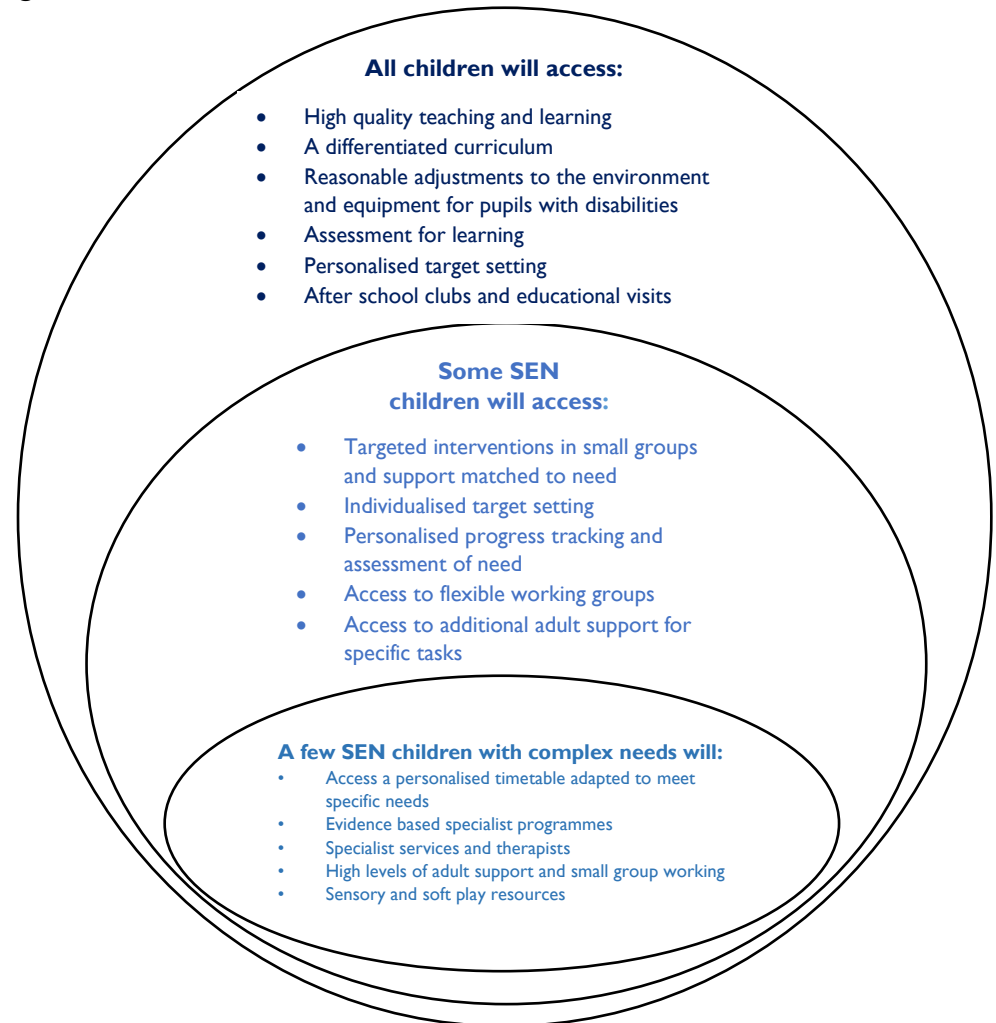 All children will access:
• High quality teaching and learning
• A differentiated curriculum
• Reasonable adjustments to the environment
and equipment for pupils with disabilities
• Assessment for learning
• Personalised target setting
• After school clubs and educational visits
Some SEN
children will access:
• Targeted interventions in small groups
and support matched to need
• Individualised target setting
• Personalised progress tracking and
assessment of need
• Access to flexible working groups
• Access to additional adult support for
specific tasks
A few SEN children with complex needs will:
• Access a personalised timetable adapted to meet
specific needs
• Evidence based specialist programmes
• Specialist services and therapists
• High levels of adult support and small group working
• Sensory and soft play resources